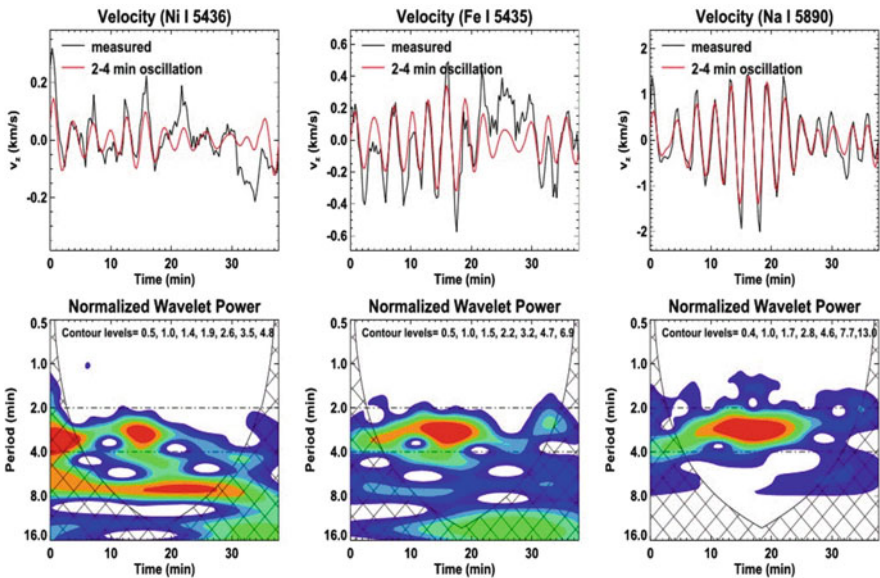 Velocity (Ni I 5436)
measured
2-4 min oscillation
0.2
0.0
-0.2
v_z (km/s)
0 10 20 30
Time (min)
Velocity (Fe I 5435)
measured
2-4 min oscillation
0.6
0.4
0.2
0.0
-0.2
-0.4
-0.6
v_z (km/s)
0 10 20 30
Time (min)
Velocity (Na I 5890)
measured
2-4 min oscillation
2
1
0
-1
-2
v_z (km/s)
0 10 20 30
Time (min)
Normalized Wavelet Power
Contour levels= 0.5, 1.0, 1.4, 1.9, 2.6, 3.5, 4.8
0.5
1.0
2.0
4.0
8.0
16.0
Period (min)
0 10 20 30
Time (min)
Normalized Wavelet Power
Contour levels= 0.5, 1.0, 1.5, 2.2, 3.2, 4.7, 6.9
0.5
1.0
2.0
4.0
8.0
16.0
Period (min)
0 10 20 30
Time (min)
Normalized Wavelet Power
Contour levels= 0.4, 1.0, 1.7, 2.8, 4.6, 7.7,13.0
0.5
1.0
2.0
4.0
8.0
16.0
Period (min)
0 10 20 30
Time (min)